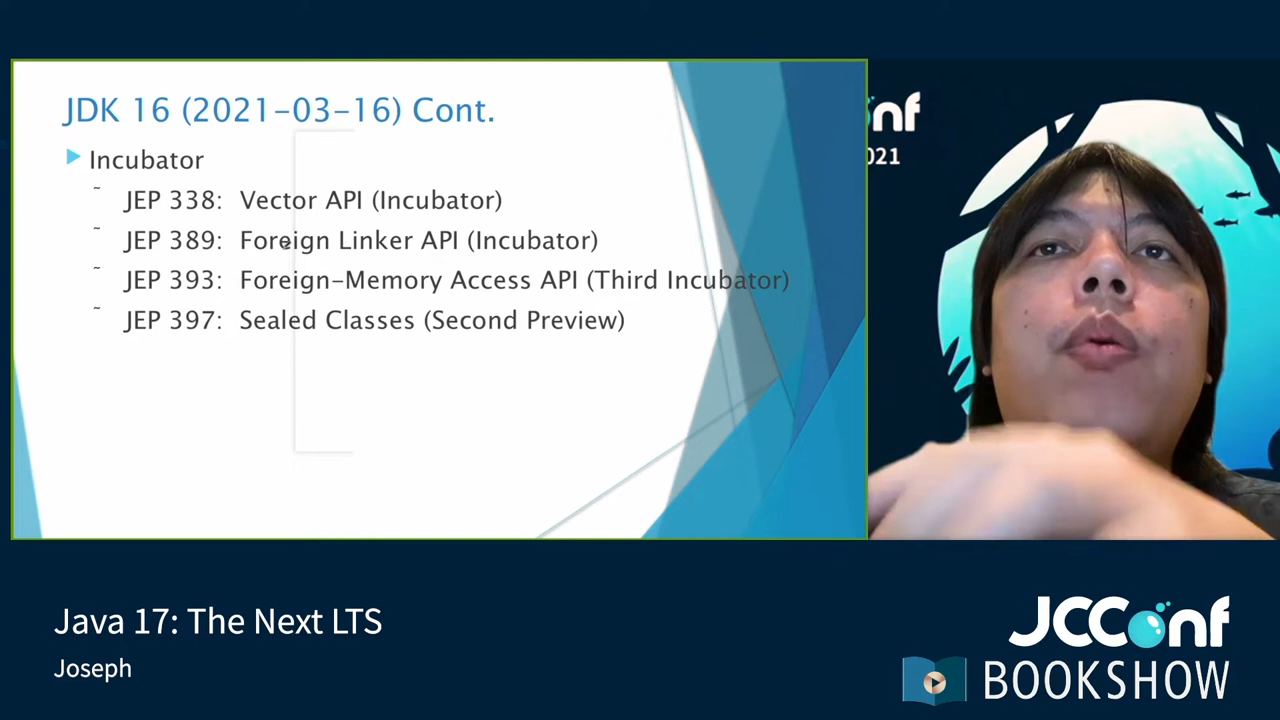 JDK 16 (2021-03-16) Cont.
Incubator
JEP 338: Vector API (Incubator)
JEP 389: Foreign Linker API (Incubator)
JEP 393: Foreign-Memory Access API (Third Incubator)
JEP 397: Sealed Classes (Second Preview)
onf
021
Java 17: The Next LTS
Joseph
JCConf
BOOKSHOW